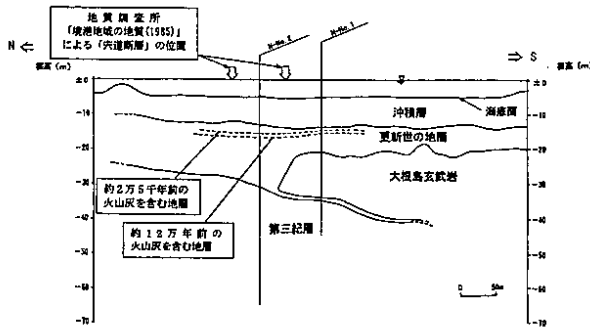 地質調査所
「境港地域の地質(1985)」
による「宍道断層」の位置
N
S
標高(m)
標高(m)
H-No.2
H-No.1
±0
-10
-20
-30
-40
-50
-60
-70
±0
-10
-20
-30
-40
-50
-60
-70
沖積層
海底面
更新世の地層
大根島玄武岩
約2万5千年前の
火山灰を含む地層
約12万年前の
火山灰を含む地層
第三紀層
0 50m